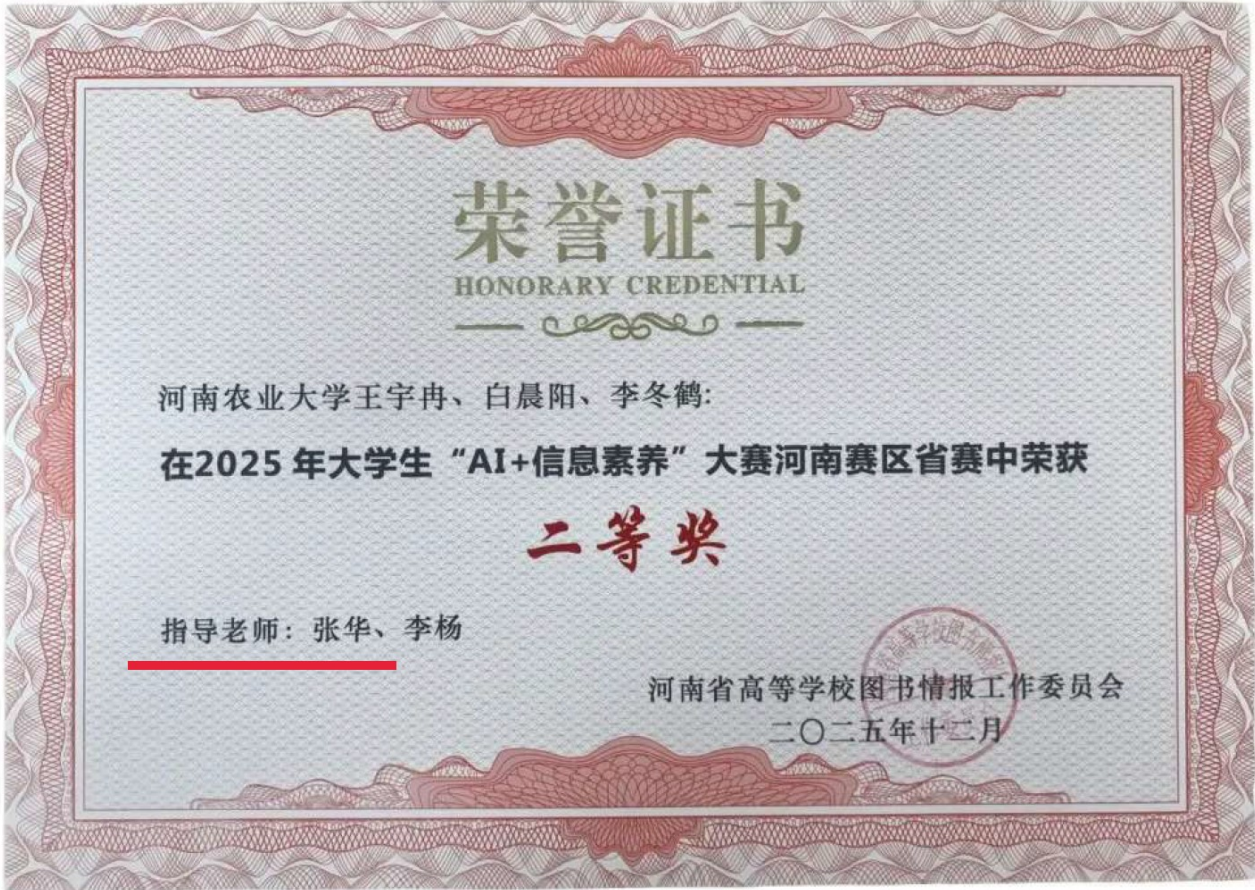 荣誉证书
HONORARY CREDENTIAL
河南农业大学王宇冉、白晨阳、李冬鹤:
在2025年大学生“AI+信息素养”大赛河南赛区省赛中荣获
二等奖
指导老师：张华、李杨
河南省高等学校图书情报工作委员会
二〇二五年十二月